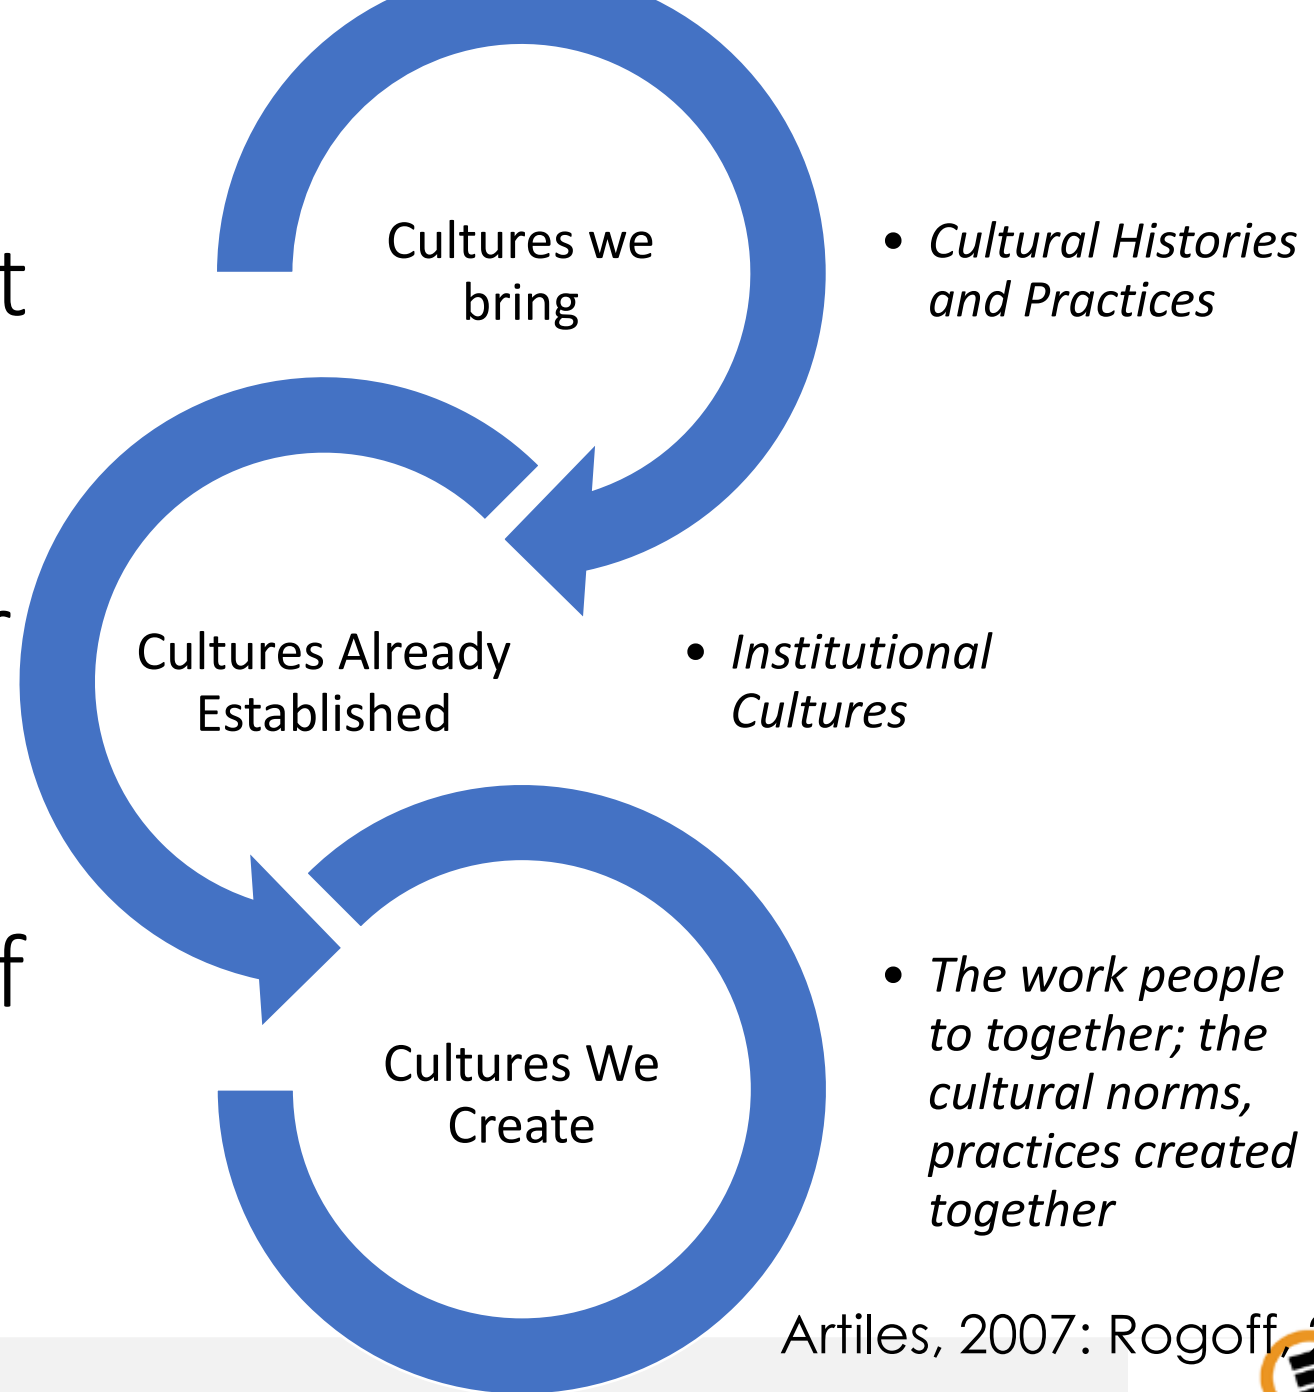 t
Cultures we
bring
• Cultural Histories
and Practices
r
Cultures Already
Established
• Institutional
Cultures
f
Cultures We
Create
• The work people
to together; the
cultural norms,
practices created
together
Artiles, 2007: Rogoff,